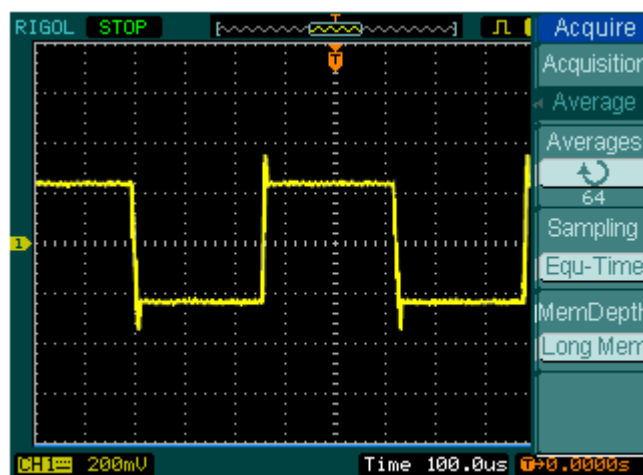 RIGOL STOP
T
T
1
Acquire
Acquisition
Average
Averages
64
Sampling
Equ-Time
MemDepth
Long Mem
CH1 200mV
Time 100.0us T→0.0000s